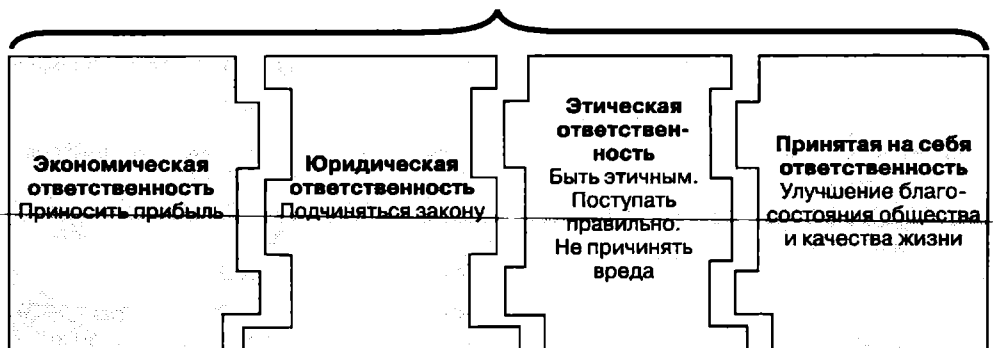 Экономическая
ответственность
Приносить прибыль
Юридическая
ответственность
Подчиняться закону
Этическая
ответствен-
ность
Быть этичным.
Поступать
правильно.
Не причинять
вреда
Принятая на себя
ответственность
Улучшение благо-
состояния общества
и качества жизни